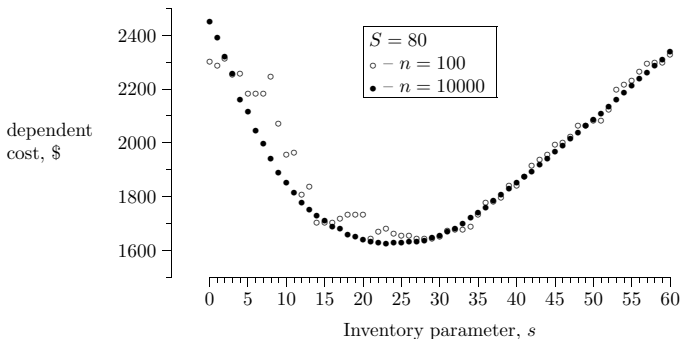 2400
2200
2000
1800
1600
dependent
cost, $
S = 80
○ – n = 100
● – n = 10000
0 5 10 15 20 25 30 35 40 45 50 55 60
Inventory parameter, s